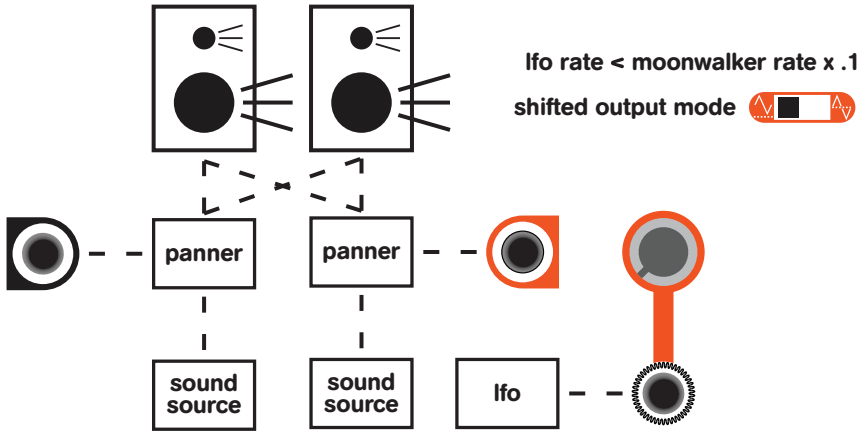 lfo rate < moonwalker rate x .1
shifted output mode
panner
panner
sound
source
sound
source
lfo